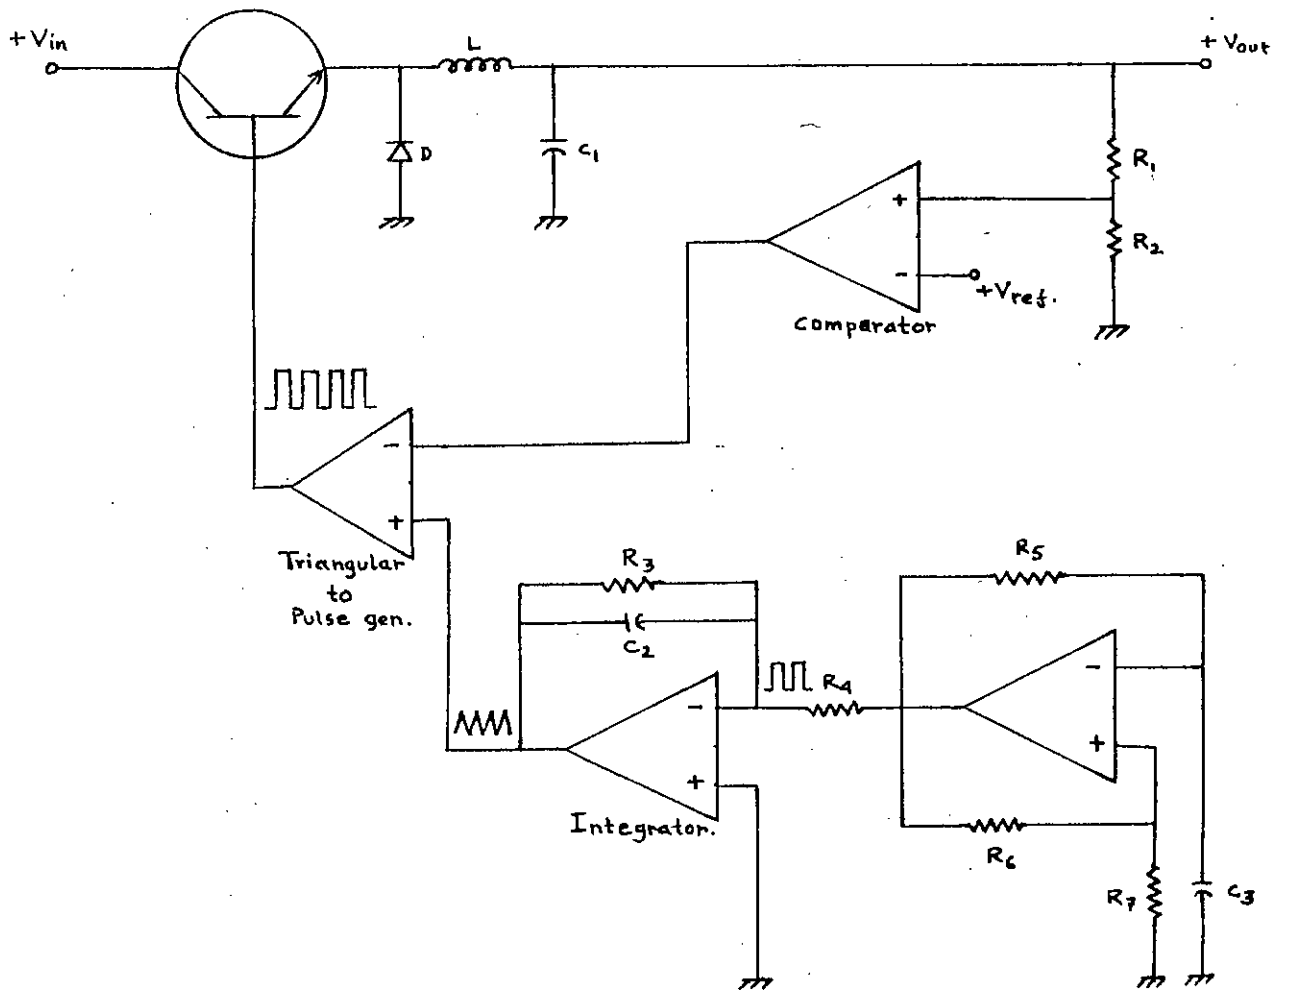 + Vin
L
+ Vout
D
C1
R1
+
R2
-
+Vref.
comparator
-
+
Triangular
to
Pulse gen.
R3
C2
R5
-
R4
-
+
+
Integrator.
R6
R7
C3